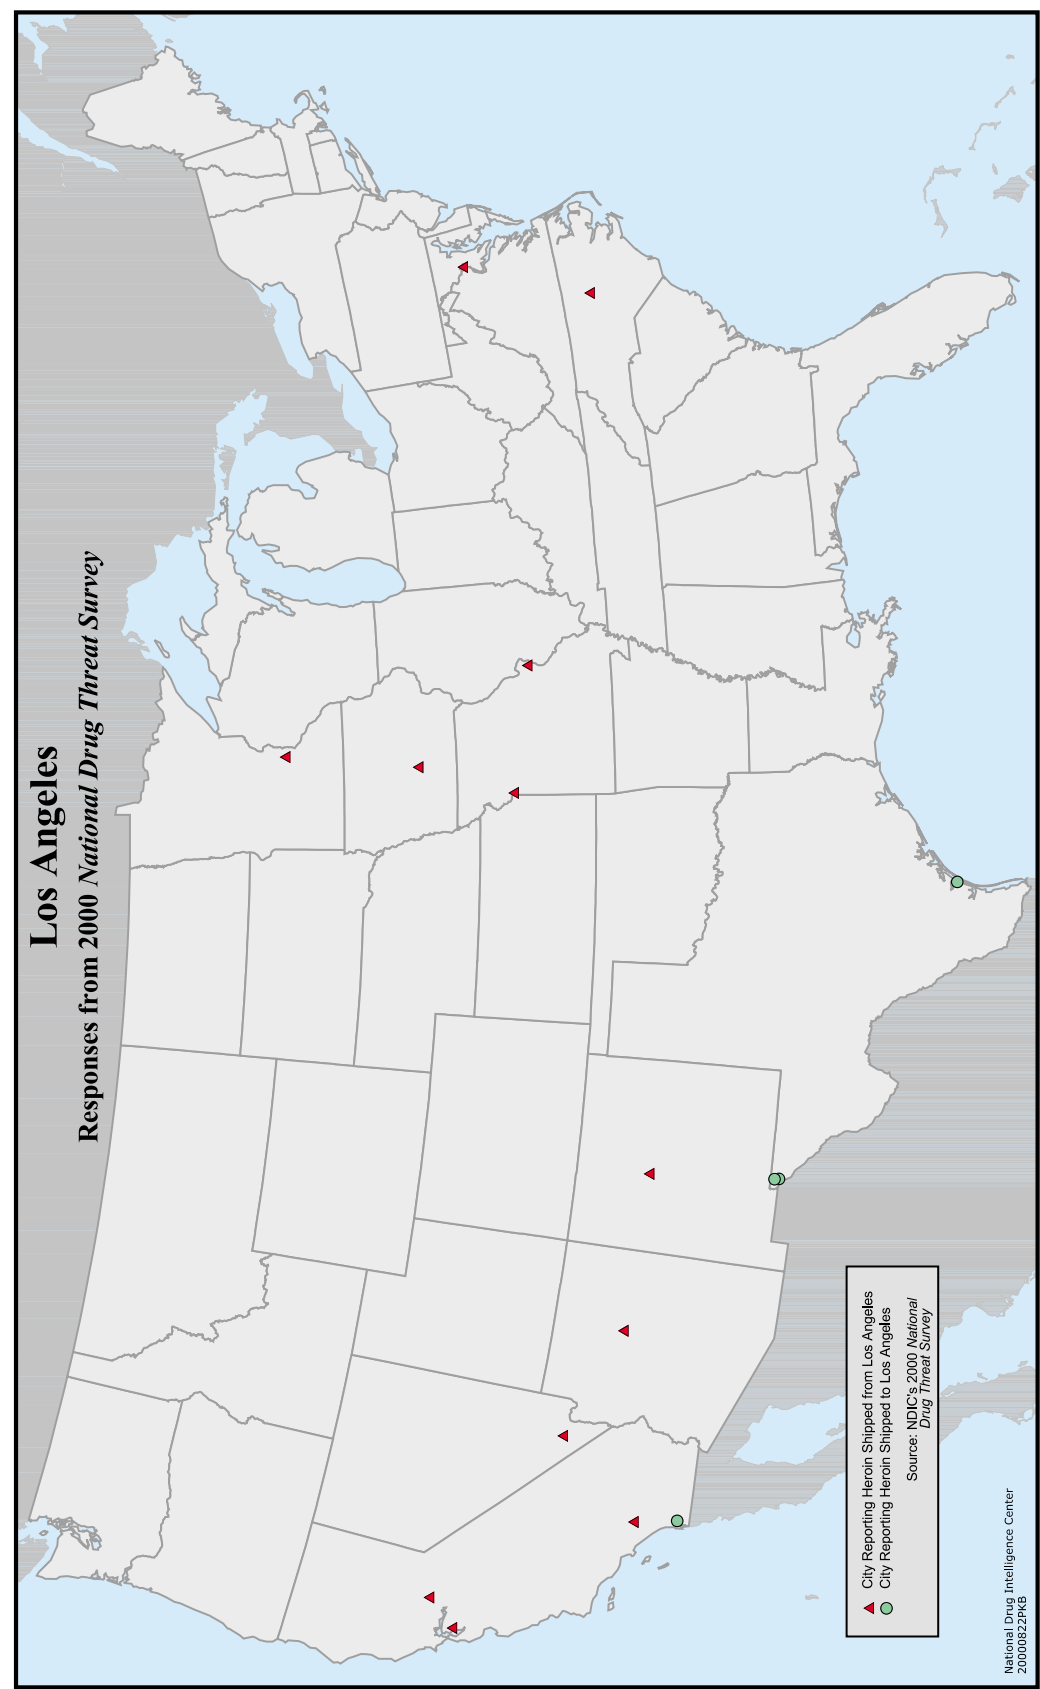 Los Angeles
Responses from 2000 National Drug Threat Survey
City Reporting Heroin Shipped from Los Angeles
City Reporting Heroin Shipped to Los Angeles
Source: NDIC's 2000 National
Drug Threat Survey
National Drug Intelligence Center
20000822PKB